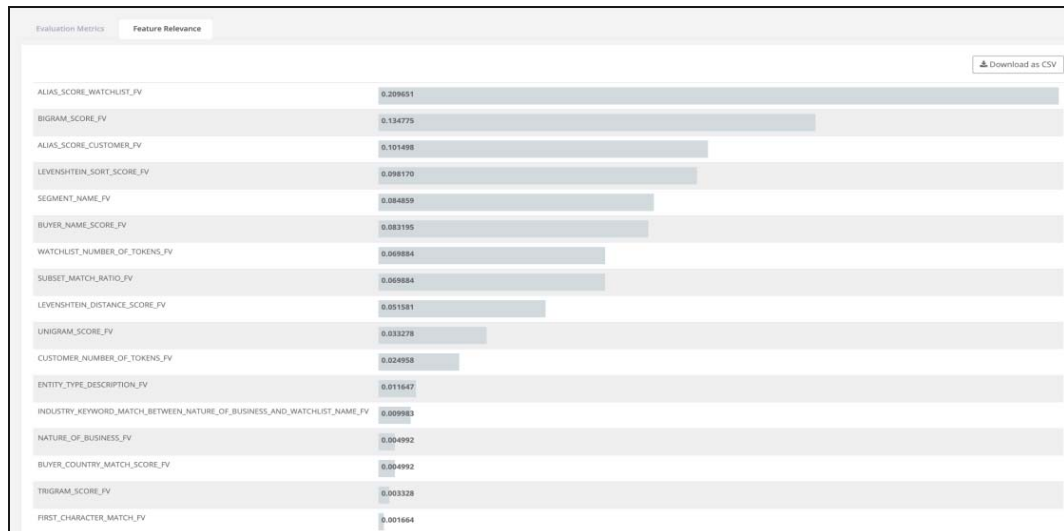 Evaluation Metrics
Feature Relevance
Download as CSV
ALIAS_SCORE_WATCHLIST_FV 0.209651
BIGRAM_SCORE_FV 0.134775
ALIAS_SCORE_CUSTOMER_FV 0.101498
LEVENSHTEIN_SORT_SCORE_FV 0.098170
SEGMENT_NAME_FV 0.084859
BUYER_NAME_SCORE_FV 0.083195
WATCHLIST_NUMBER_OF_TOKENS_FV 0.069884
SUBSET_MATCH_RATIO_FV 0.069884
LEVENSHTEIN_DISTANCE_SCORE_FV 0.051581
UNIGRAM_SCORE_FV 0.033278
CUSTOMER_NUMBER_OF_TOKENS_FV 0.024958
ENTITY_TYPE_DESCRIPTION_FV 0.011647
INDUSTRY_KEYWORD_MATCH_BETWEEN_NATURE_OF_BUSINESS_AND_WATCHLIST_NAME_FV 0.009983
NATURE_OF_BUSINESS_FV 0.004992
BUYER_COUNTRY_MATCH_SCORE_FV 0.004992
TRIGRAM_SCORE_FV 0.003328
FIRST_CHARACTER_MATCH_FV 0.001664